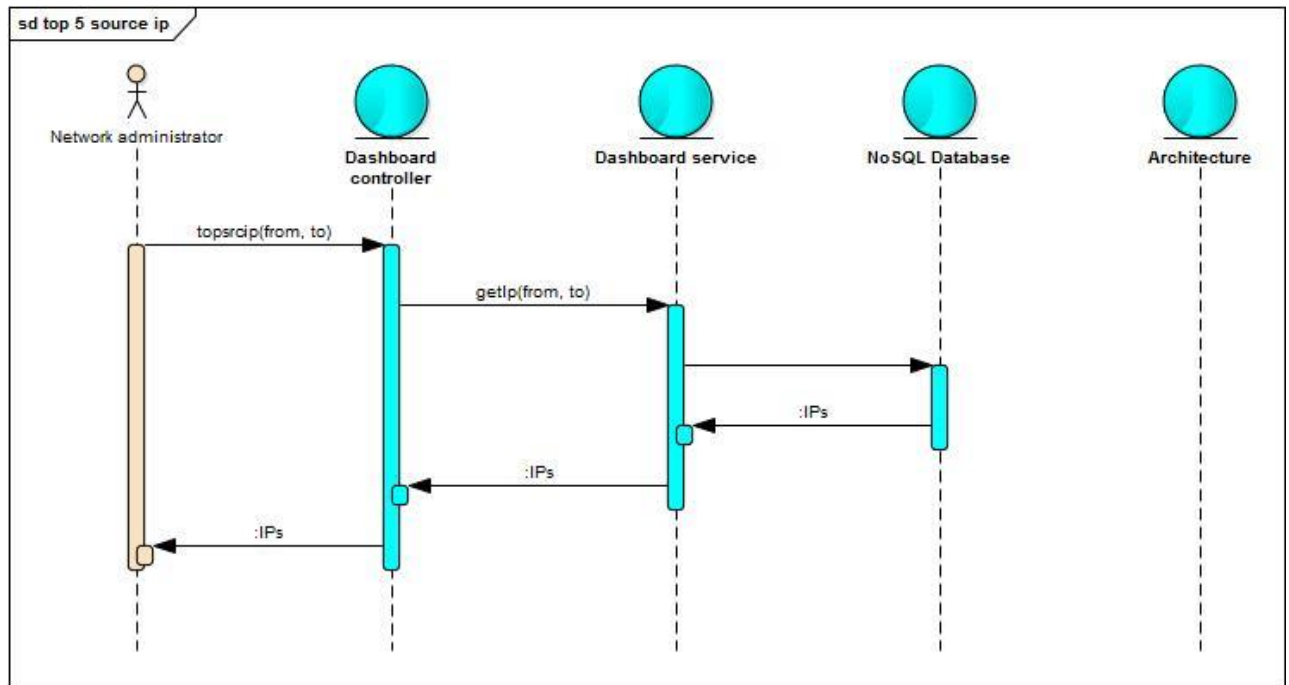 sd top 5 source ip
Network administrator
Dashboard
controller
Dashboard service
NoSQL Database
Architecture
topsrcip(from, to)
getIp(from, to)
:IPs
:IPs
:IPs